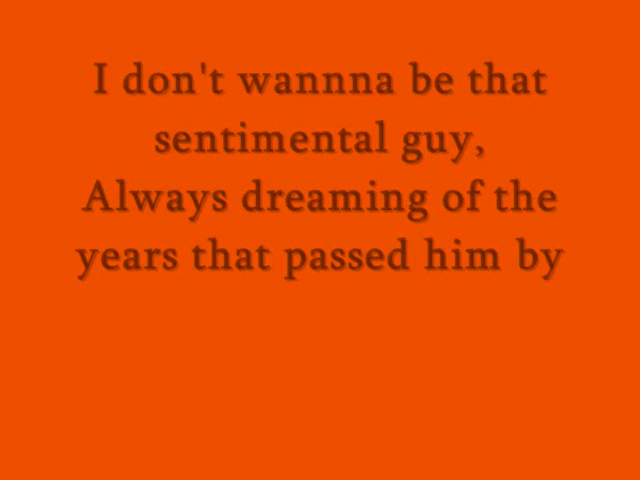 I don't wannna be that
sentimental guy,
Always dreaming of the
years that passed him by